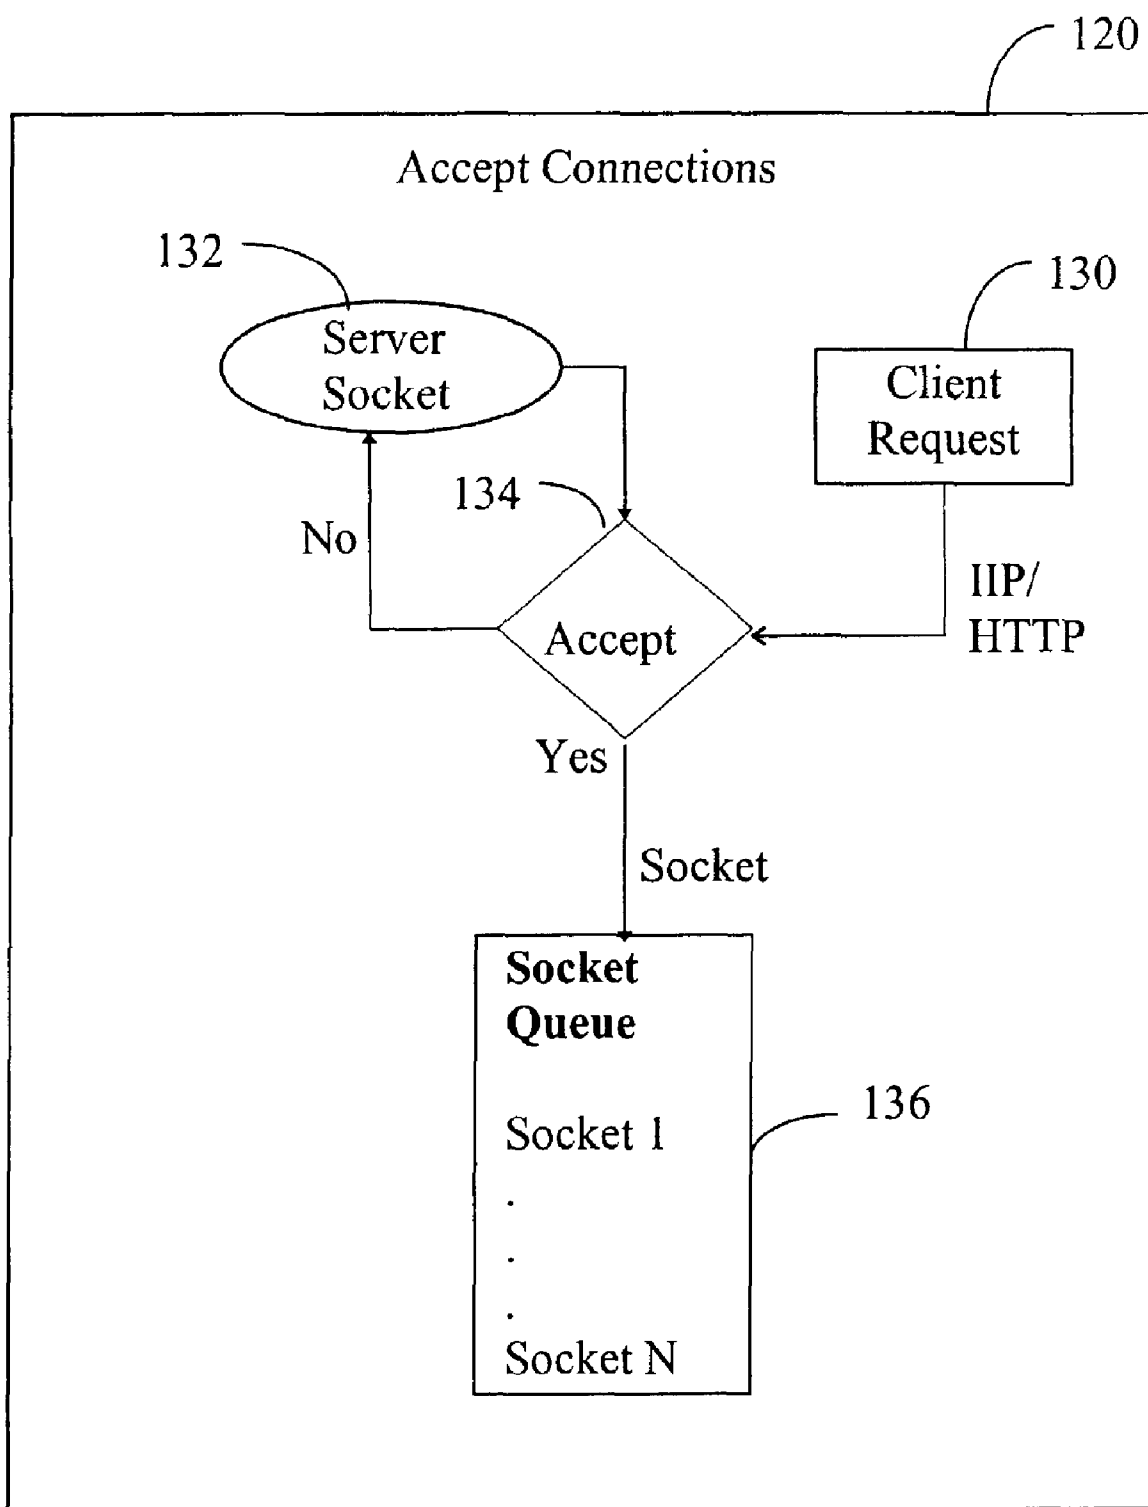 120
Accept Connections
132
130
Server
Socket
Client
Request
134
No
IIP/
HTTP
Accept
Yes
Socket
Socket
Queue
136
Socket 1
.
.
.
Socket N